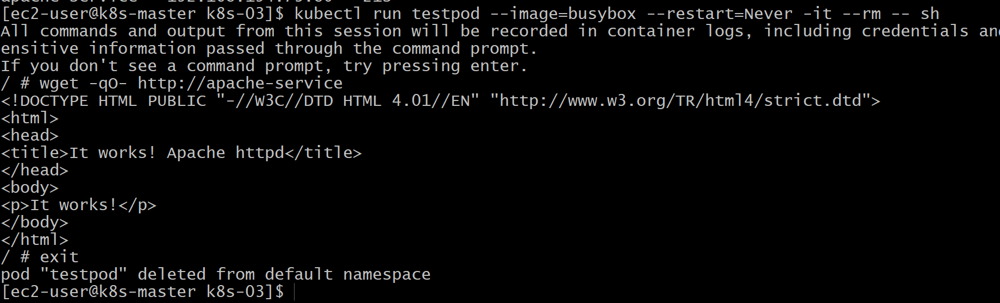 [ec2-user@k8s-master k8s-03]$ kubectl run testpod --image=busybox --restart=Never -it --rm -- sh
All commands and output from this session will be recorded in container logs, including credentials and
ensitive information passed through the command prompt.
If you don't see a command prompt, try pressing enter.
/ # wget -qO- http://apache-service
<!DOCTYPE HTML PUBLIC "-//W3C//DTD HTML 4.01//EN" "http://www.w3.org/TR/html4/strict.dtd">
<html>
<head>
<title>It works! Apache httpd</title>
</head>
<body>
<p>It works!</p>
</body>
</html>
/ # exit
pod "testpod" deleted from default namespace
[ec2-user@k8s-master k8s-03]$